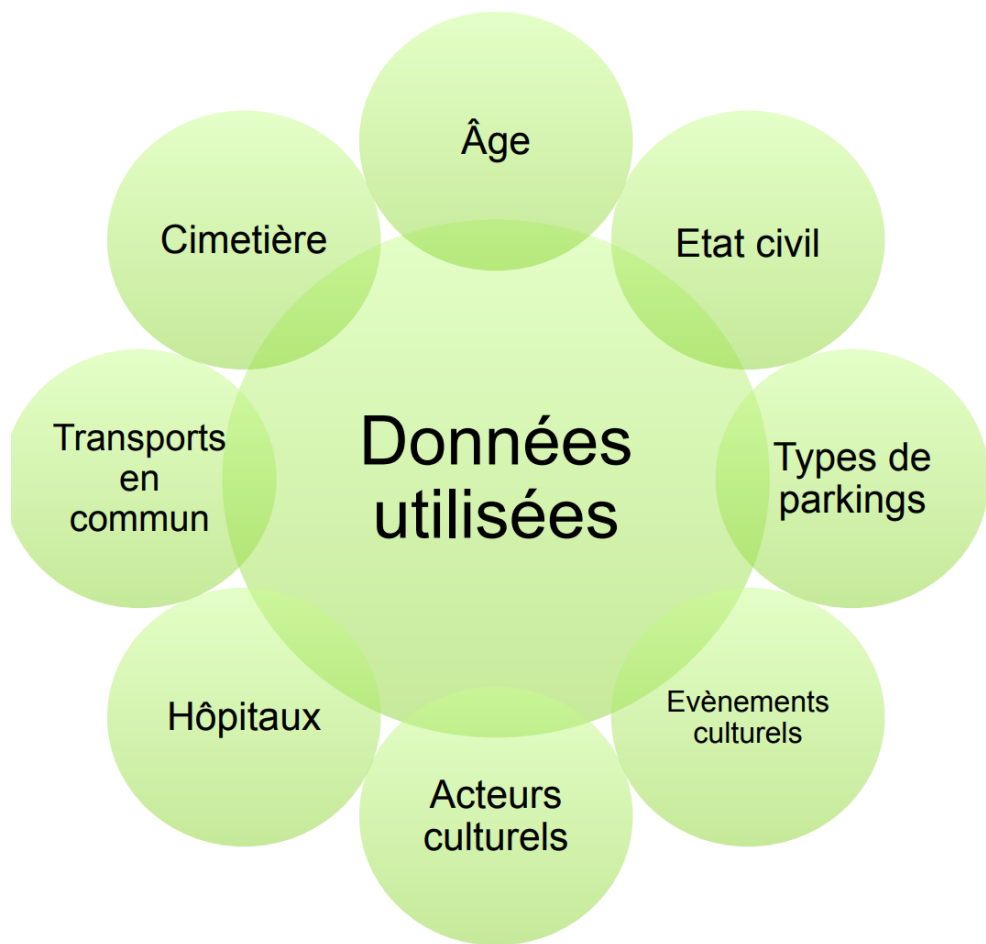 Âge
Cimetière
Etat civil
Données
utilisées
Transports
en
commun
Types de
parkings
Hôpitaux
Evènements
culturels
Acteurs
culturels